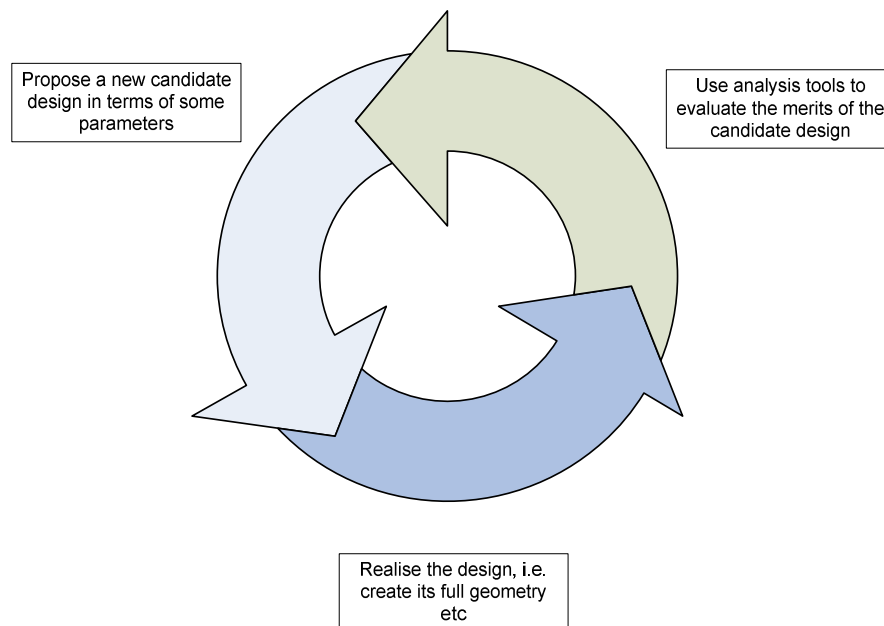 Propose a new candidate
design in terms of some
parameters
Use analysis tools to
evaluate the merits of the
candidate design
Realise the design, i.e.
create its full geometry
etc